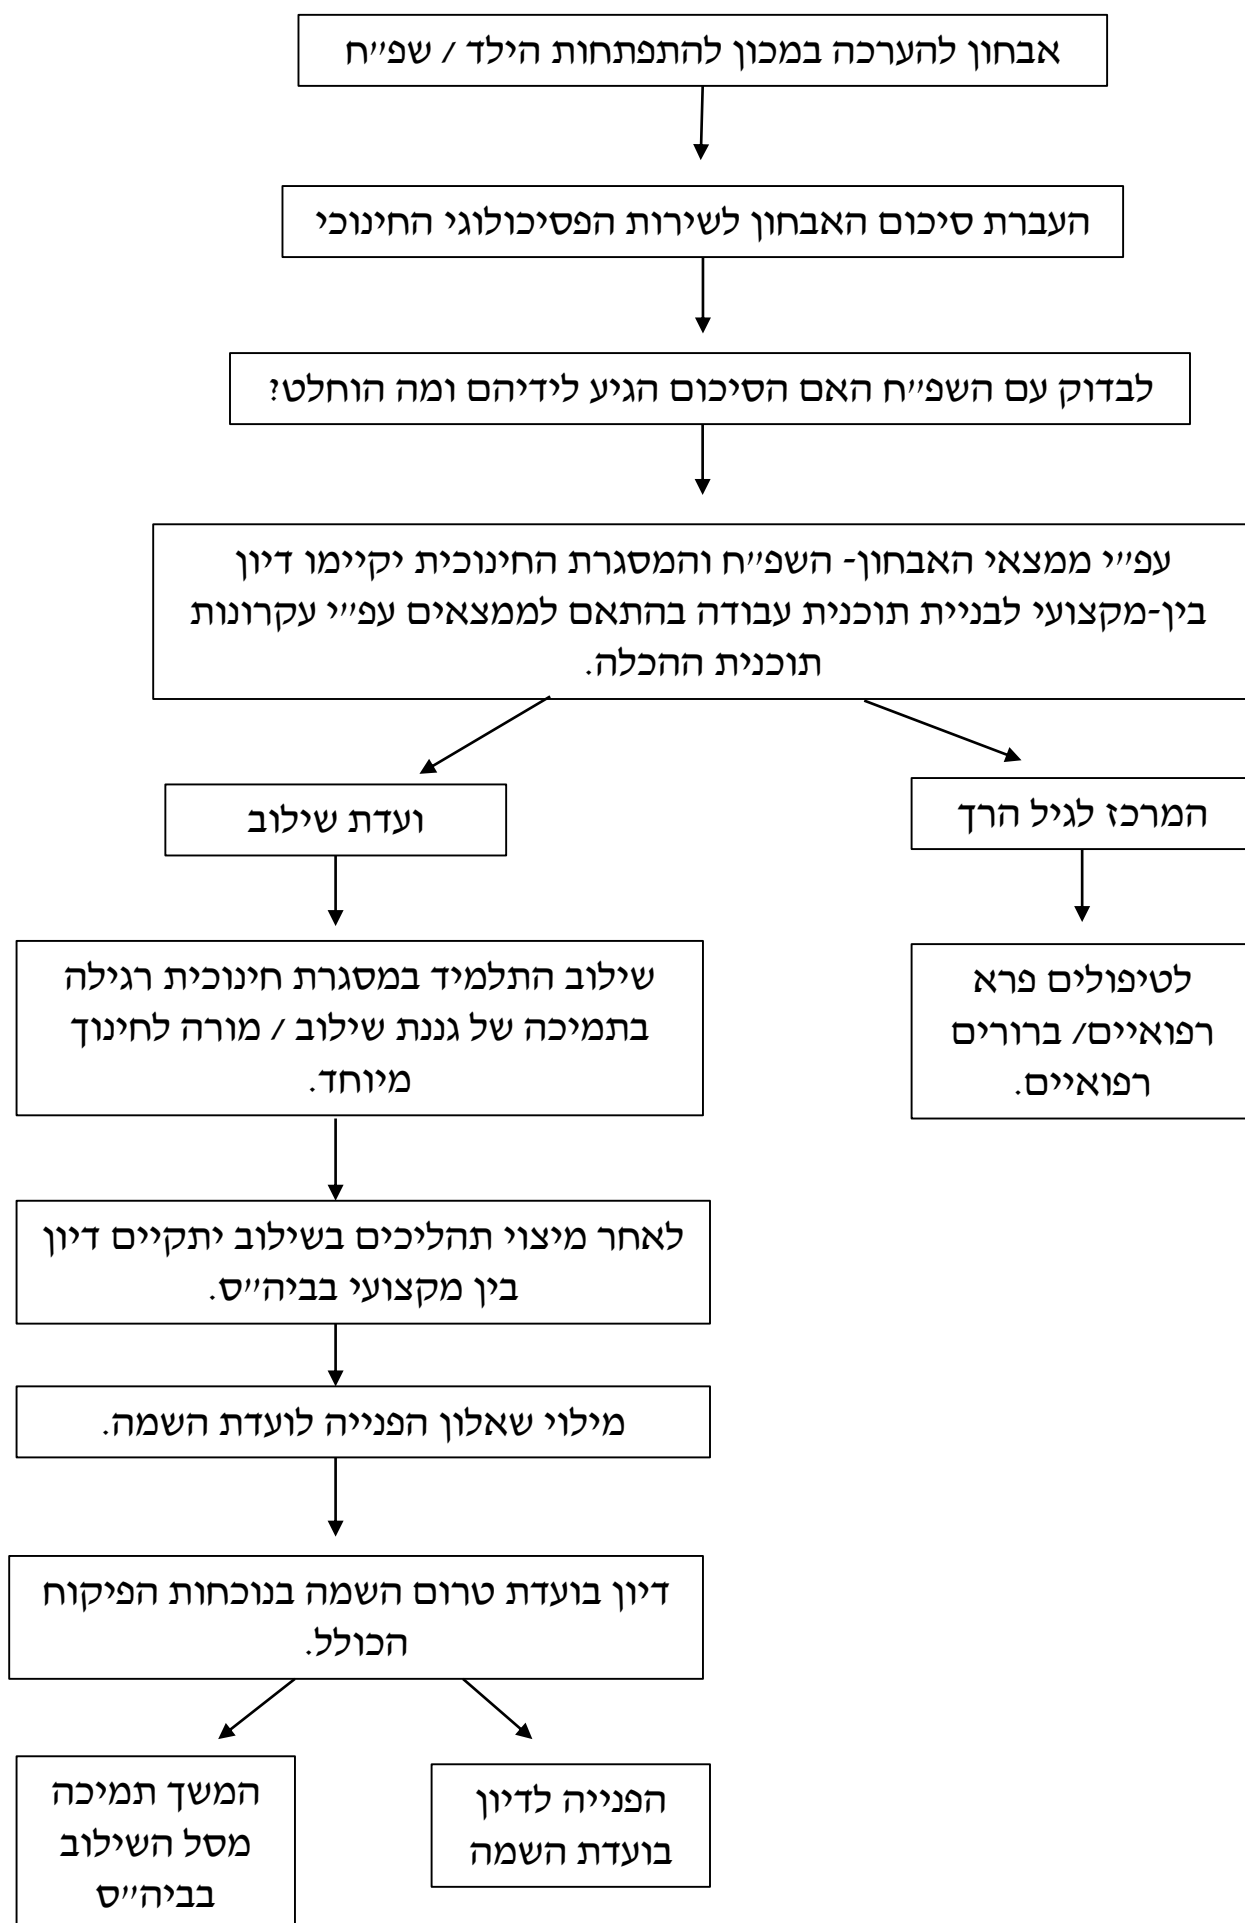 אבחון להערכה במכון להתפתחות הילד / שפ״ח
העברת סיכום האבחון לשירות הפסיכולוגי החינוכי
לבדוק עם השפ״ח האם הסיכום הגיע לידיהם ומה הוחלט?
עפ״י ממצאי האבחון- השפ״ח והמסגרת החינוכית יקיימו דיון
בין-מקצועי לבניית תוכנית עבודה בהתאם לממצאים עפ״י עקרונות
תוכנית ההכלה.
המרכז לגיל הרך
לטיפולים פרא
רפואיים/ ברורים
רפואיים.
ועדת שילוב
שילוב התלמיד במסגרת חינוכית רגילה
בתמיכה של גננת שילוב / מורה לחינוך
מיוחד.
לאחר מיצוי תהליכים בשילוב יתקיים דיון
בין מקצועי בביה״ס.
מילוי שאלון הפנייה לועדת השמה.
דיון בועדת טרום השמה בנוכחות הפיקוח
הכולל.
הפנייה לדיון
בועדת השמה
המשך תמיכה
מסל השילוב
בביה״ס